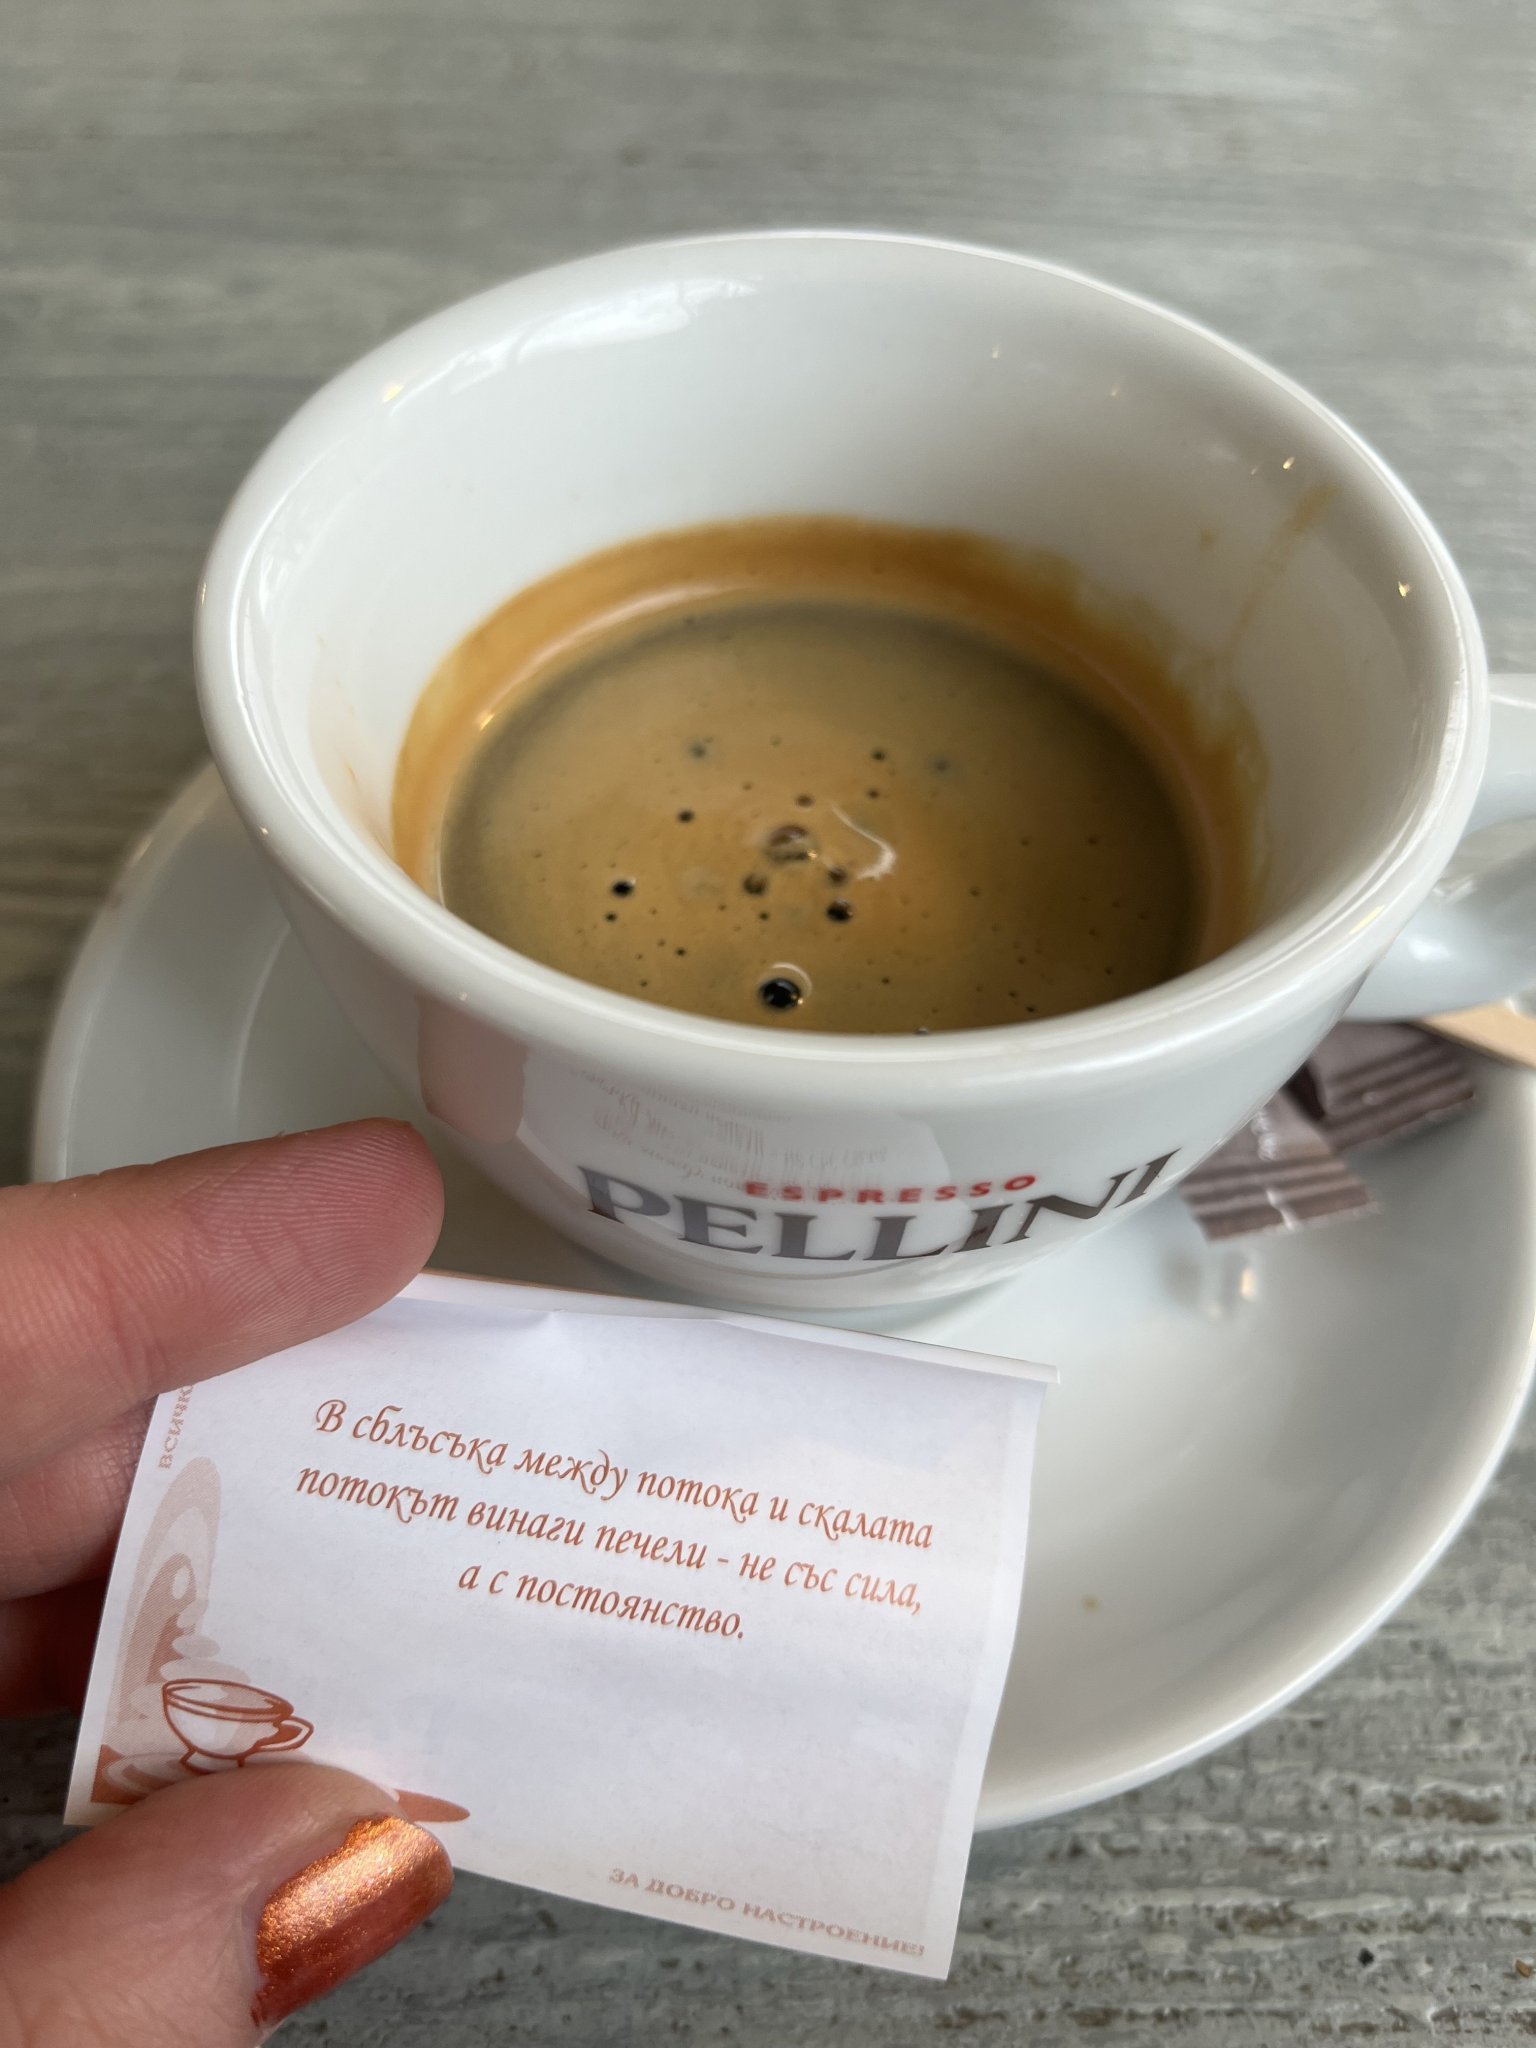 ESPRESSO
PELLINI
В сблъсъка между потока и скалата
потокът винаги печели - не със сила,
а с постоянство.
ЗА ДОБРО НАСТРОЕНИЕ!